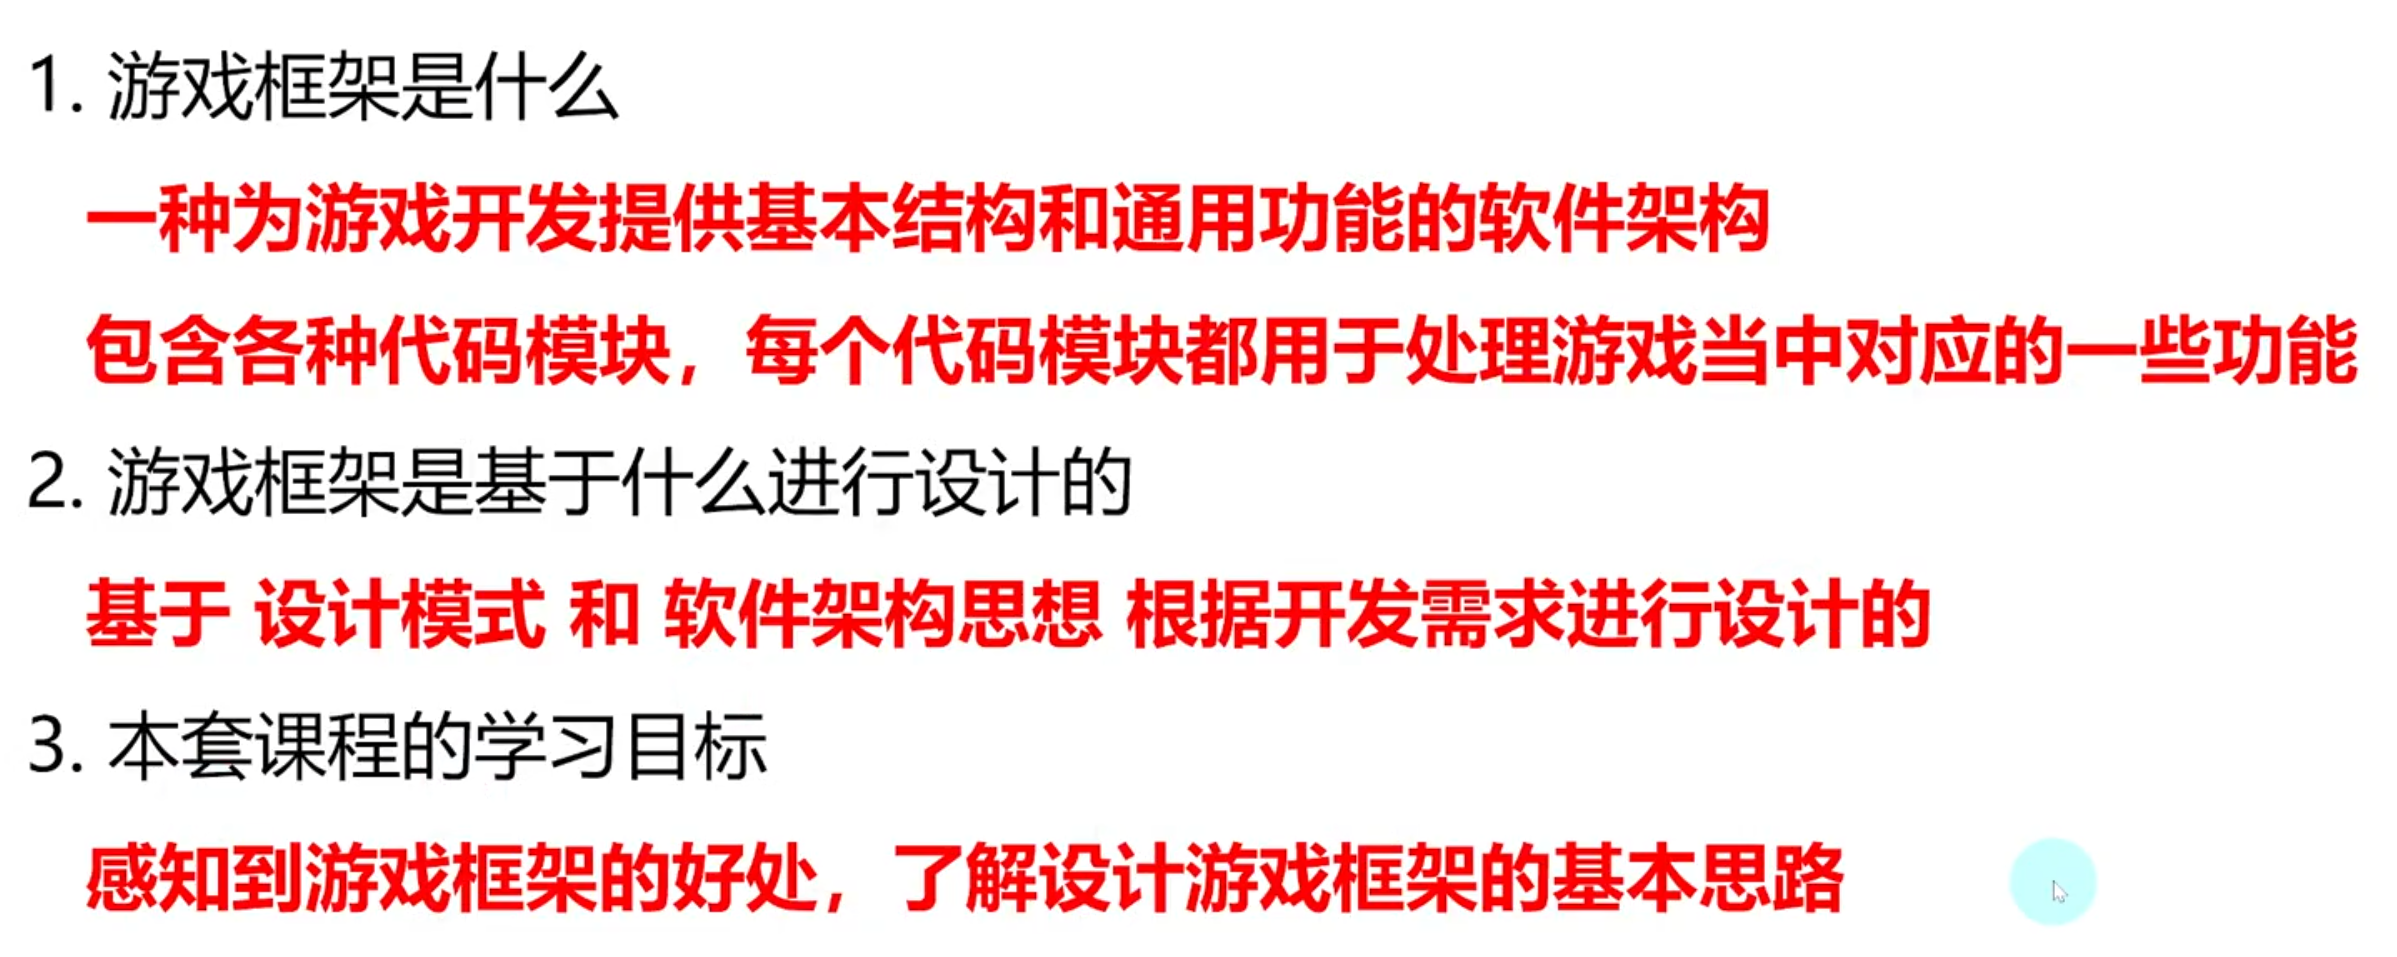 1. 游戏框架是什么
一种为游戏开发提供基本结构和通用功能的软件架构
包含各种代码模块，每个代码模块都用于处理游戏当中对应的一些功能
2. 游戏框架是基于什么进行设计的
基于 设计模式 和 软件架构思想 根据开发需求进行设计的
3. 本套课程的学习目标
感知到游戏框架的好处，了解设计游戏框架的基本思路